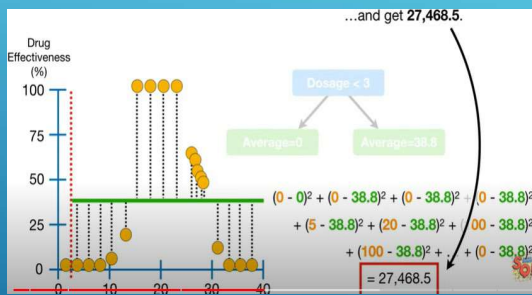 ...and get 27,468.5.
Drug
Effectiveness
(%)
100
75
50
25
0
Dosage < 3
Average=0
Average=38.8
(0 - 0)² + (0 - 38.8)² + (0 - 38.8)² + (0 - 38.8)²
+ (5 - 38.8)² + (20 - 38.8)² + (100 - 38.8)²
+ (100 - 38.8)² + ... + (0 - 38.8)²
= 27,468.5
0 10 20 30 40